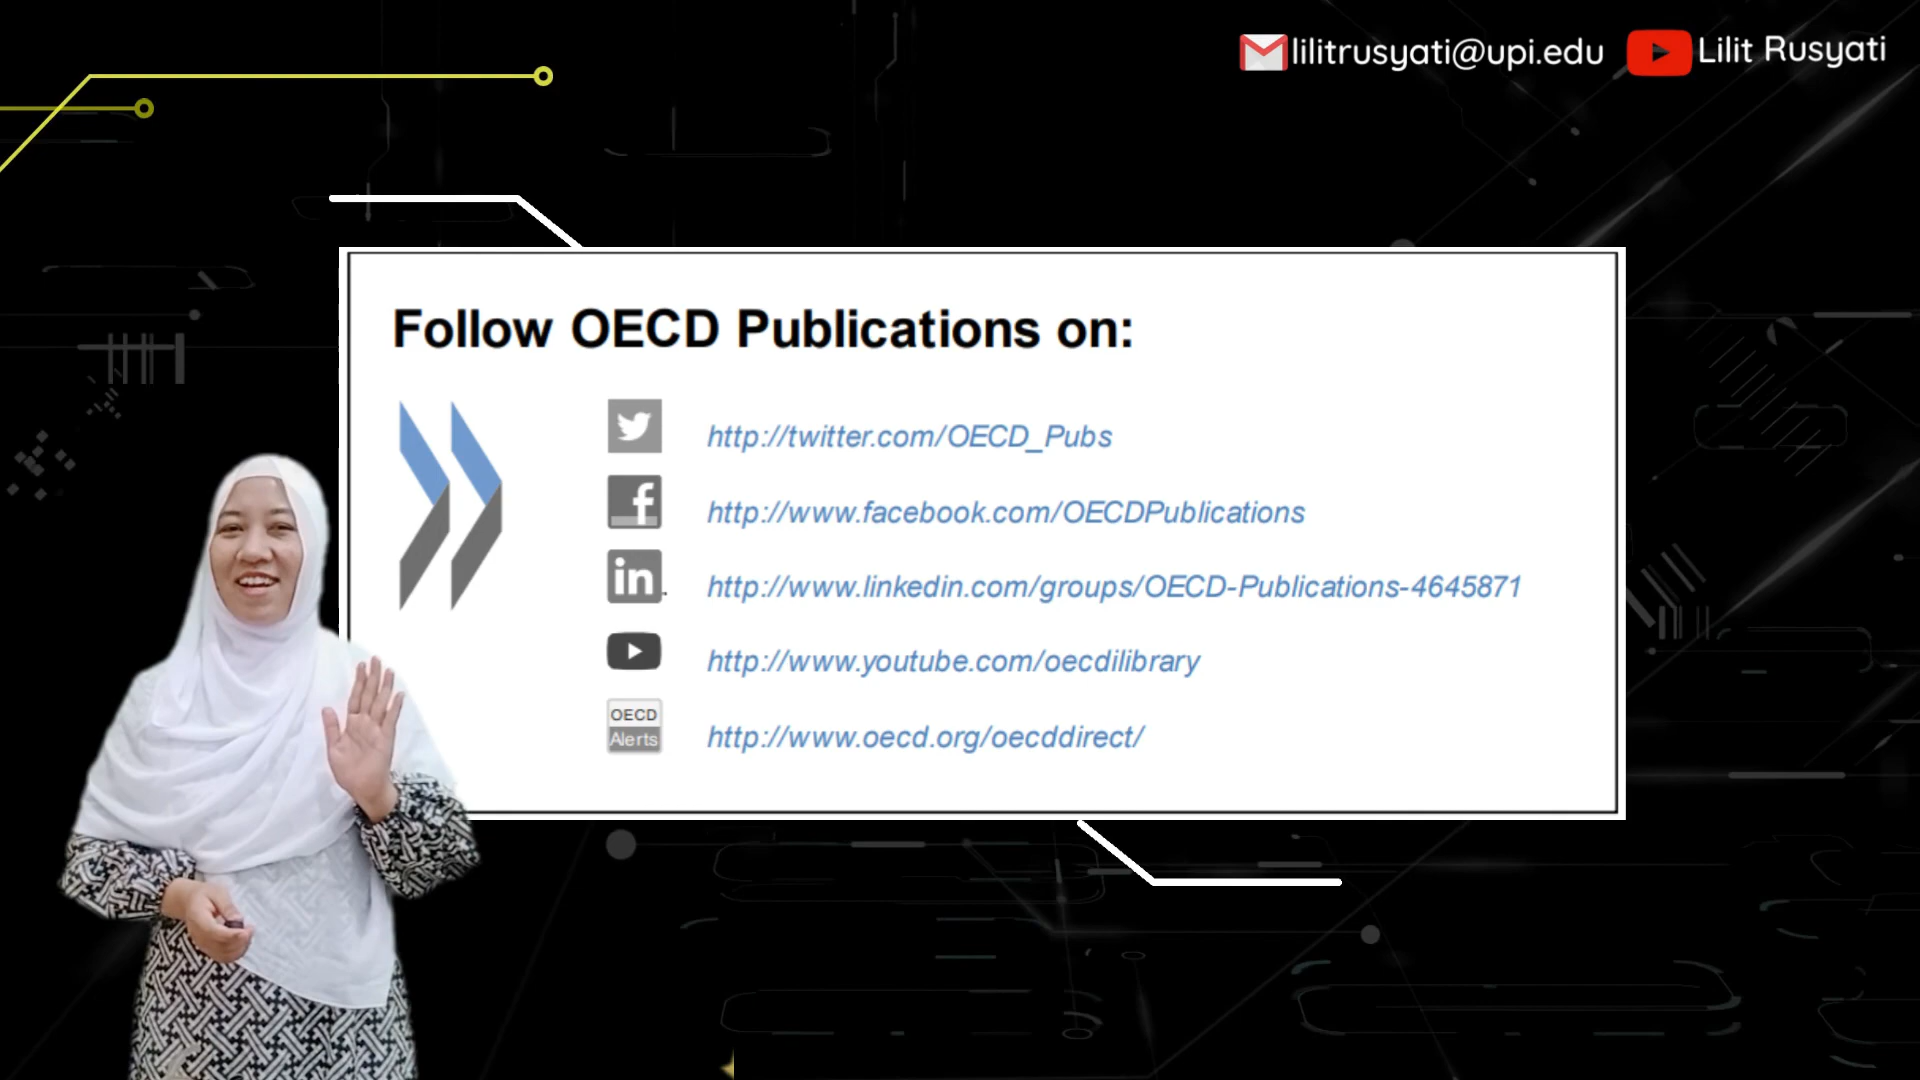 lilitrusyati@upi.edu Lilit Rusyati
Follow OECD Publications on:
http://twitter.com/OECD_Pubs
f http://www.facebook.com/OECDPublications
in. http://www.linkedin.com/groups/OECD-Publications-4645871
http://www.youtube.com/oecdilibrary
OECD
Alerts
http://www.oecd.org/oecddirect/